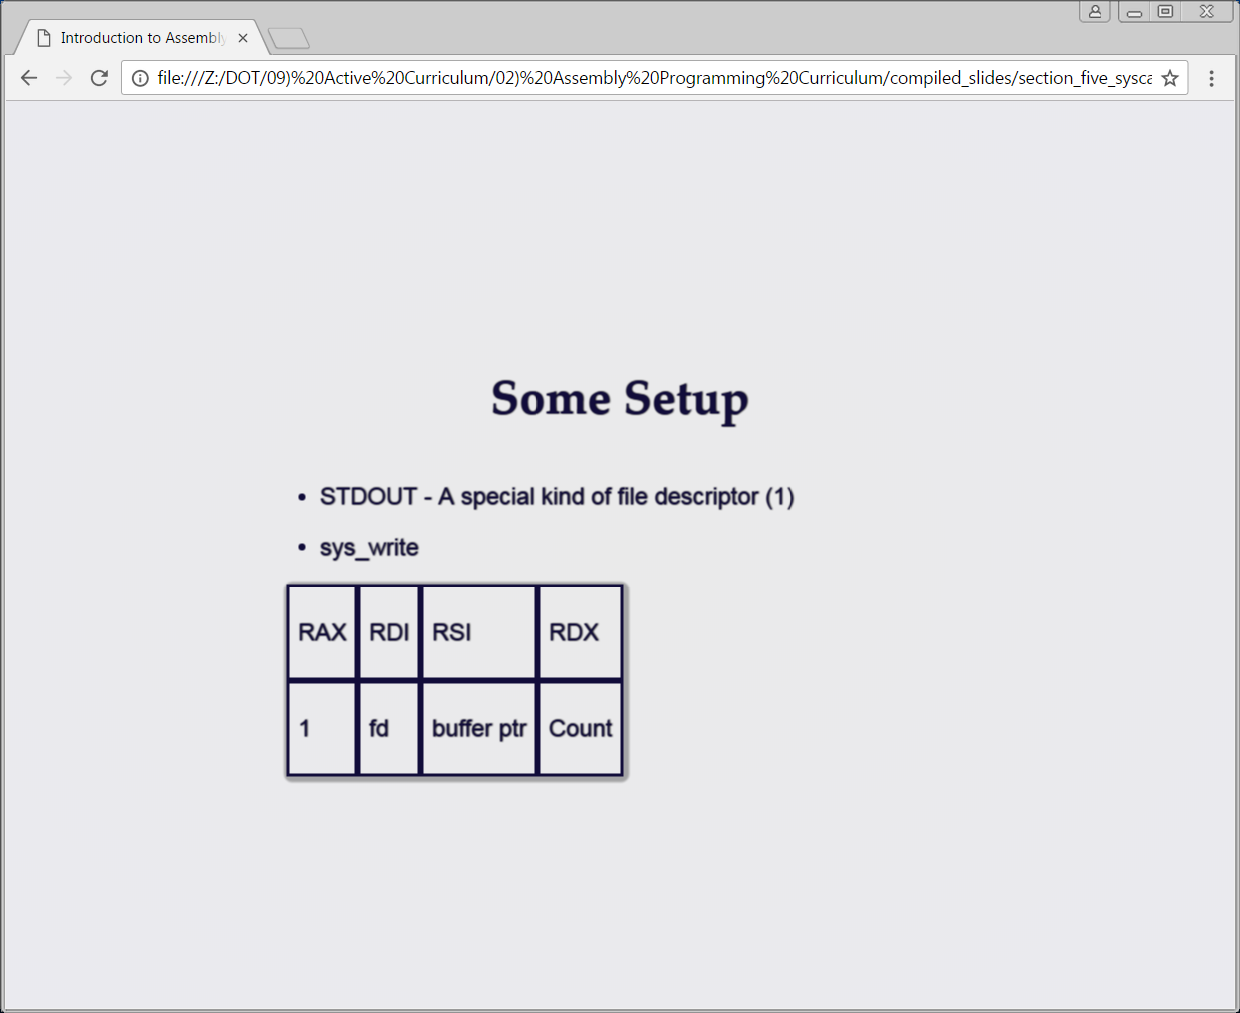 Introduction to Assembly
file:///Z:/DOT/09)%20Active%20Curriculum/02)%20Assembly%20Programming%20Curriculum/compiled_slides/section_five_sysca
Some Setup
• STDOUT - A special kind of file descriptor (1)
• sys_write
RAX RDI RSI RDX
1 fd buffer ptr Count